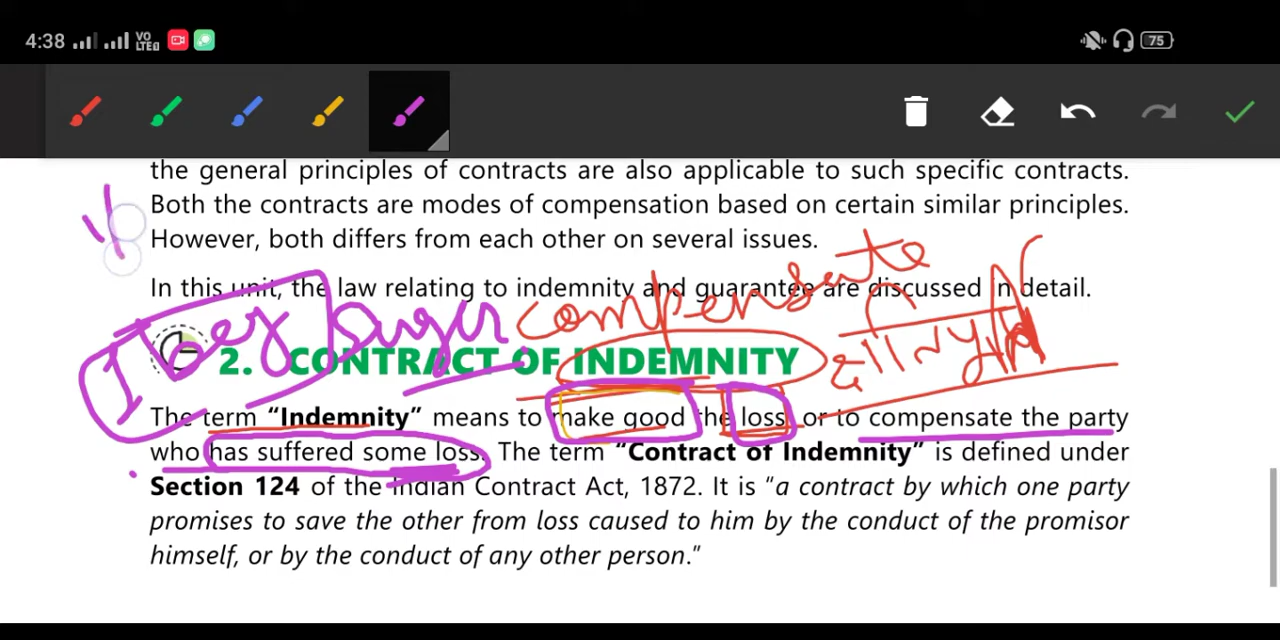 4:38 VO LTE 75
the general principles of contracts are also applicable to such specific contracts.
Both the contracts are modes of compensation based on certain similar principles.
However, both differs from each other on several issues.
In this unit, the law relating to indemnity and guarantee are discussed in detail.
compensate
2. CONTRACT OF INDEMNITY
The term “Indemnity” means to make good the loss or to compensate the party
who has suffered some loss. The term “Contract of Indemnity” is defined under
Section 124 of the Indian Contract Act, 1872. It is “a contract by which one party
promises to save the other from loss caused to him by the conduct of the promisor
himself, or by the conduct of any other person.”